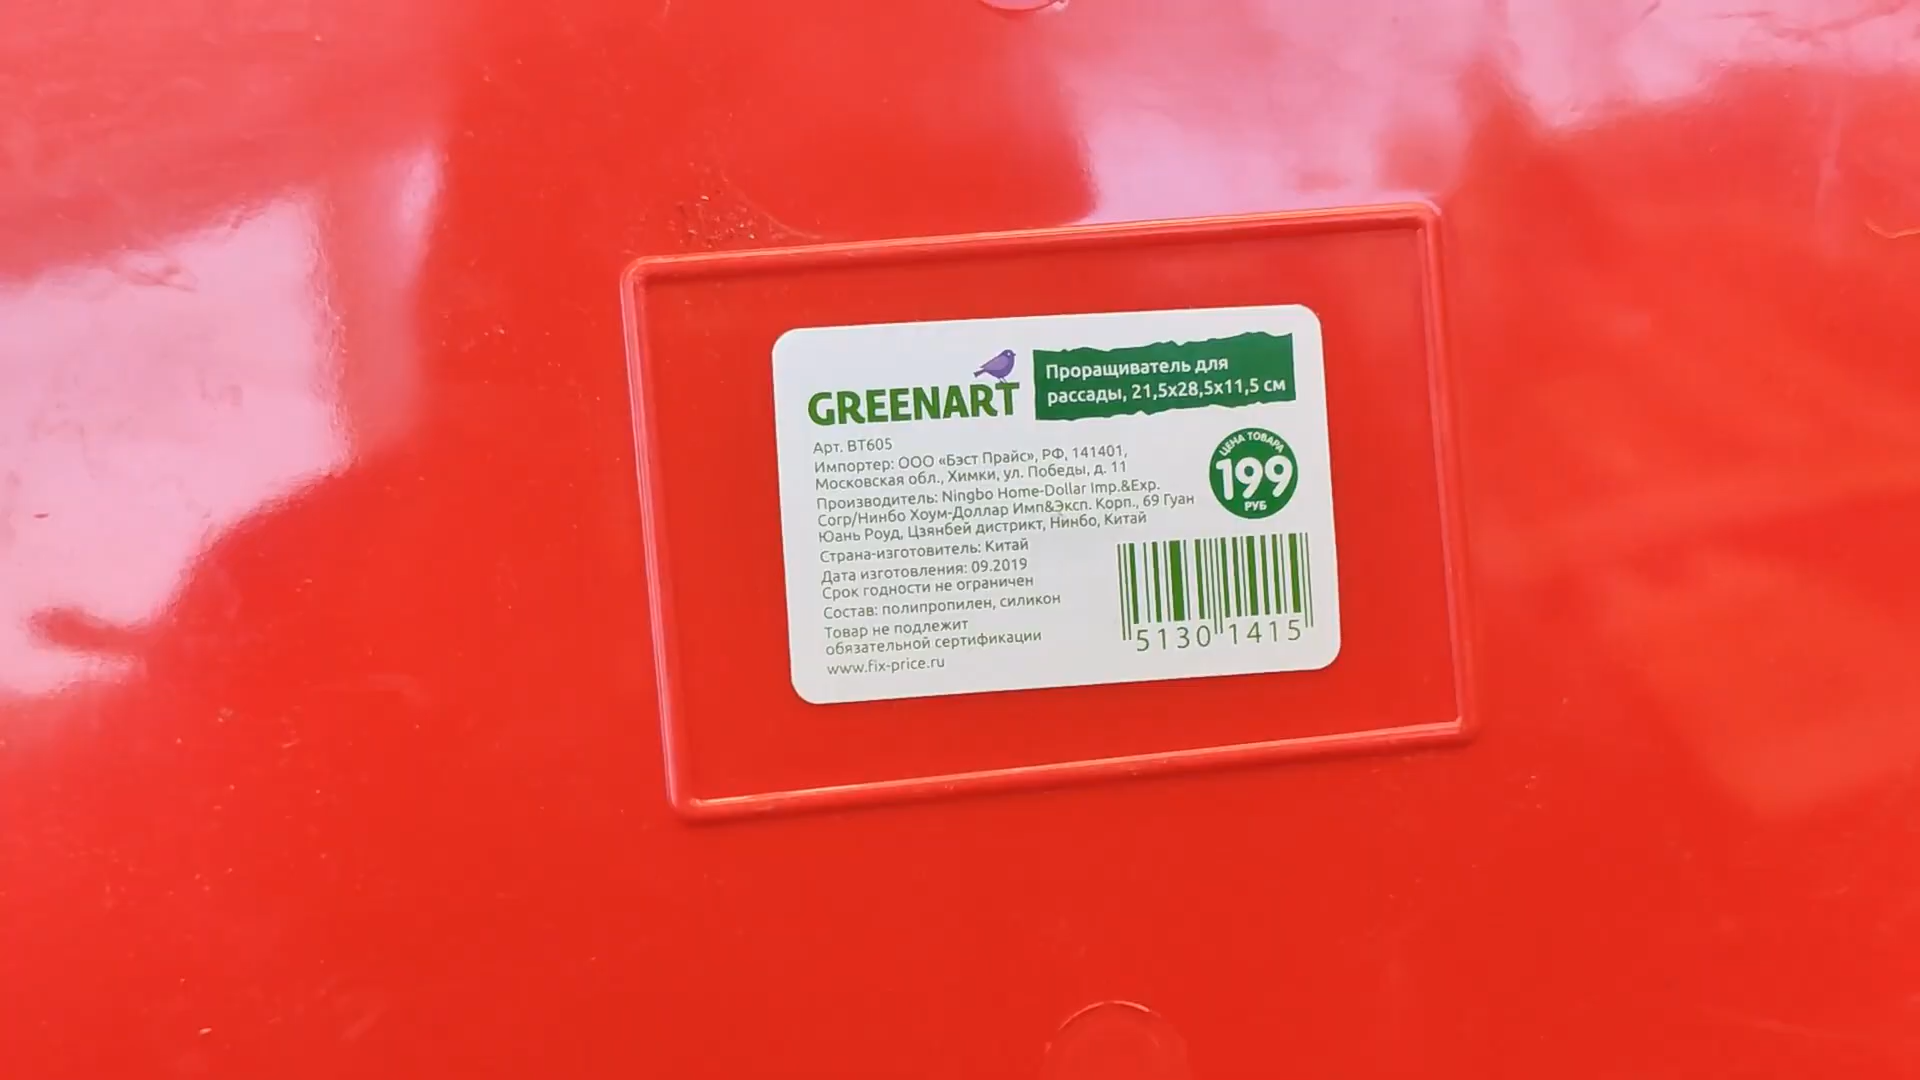 GREENART
Проращиватель для
рассады, 21,5х28,5х11,5 см
Арт. ВТ605
Импортер: ООО «Бэст Прайс», РФ, 141401,
Московская обл., Химки, ул. Победы, д. 11
Производитель: Ningbo Home-Dollar Imp.&Exp.
Corp/Нинбо Хоум-Доллар Имп&Эксп. Корп., 69 Гуан
Юань Роуд, Цзянбей дистрикт, Нинбо, Китай
Страна-изготовитель: Китай
Дата изготовления: 09.2019
Срок годности не ограничен
Состав: полипропилен, силикон
Товар не подлежит
обязательной сертификации
www.fix-price.ru
ЦЕНА ТОВАРА
199
РУБ
5130 1415